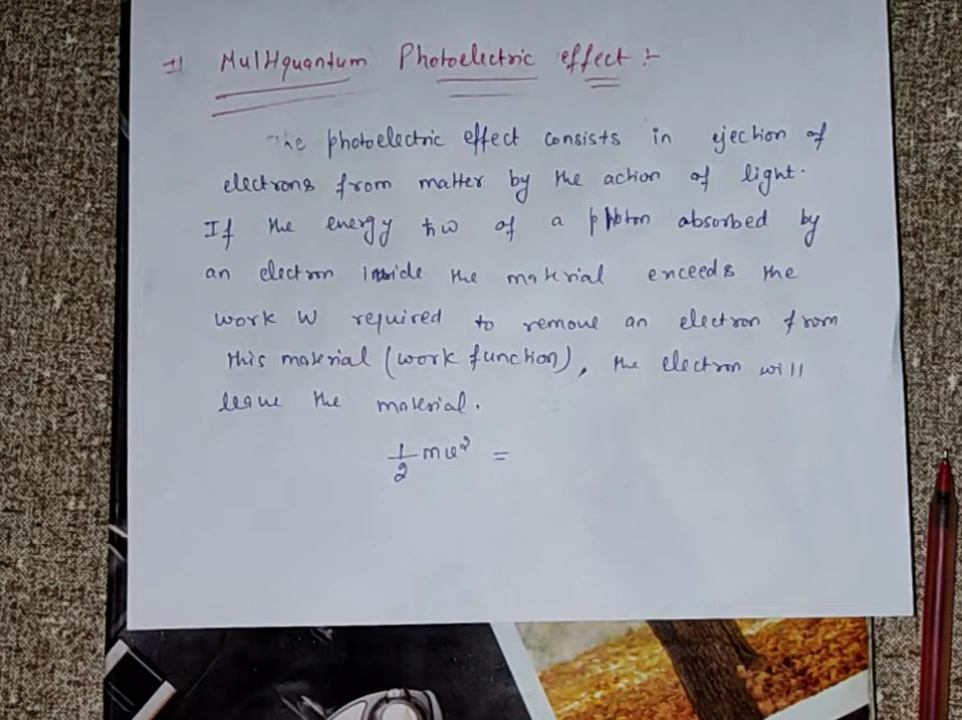 =) Multiquantum Photoelectric effect :-
The photoelectric effect consists in ejection of
electrons from matter by the action of light.
If the energy ħω of a photon absorbed by
an electron inside the material exceeds the
work W required to remove an electron from
this material (work function), the electron will
leave the material.
1/2 mv² =